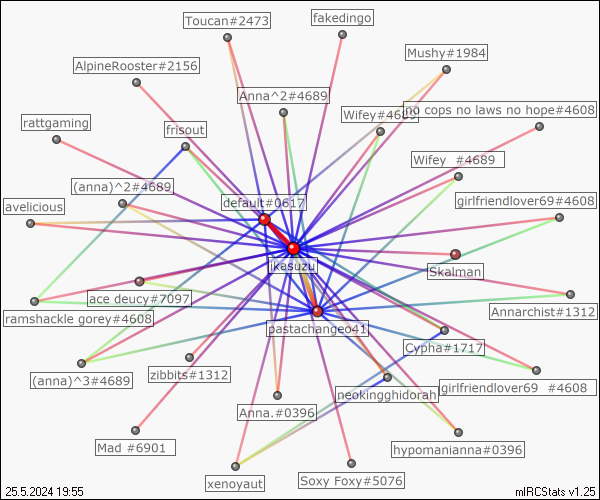 Toucan#2473
fakedingo
Mushy#1984
AlpineRooster#2156
Anna^2#4689
no cops no laws no hope#4608
Wifey#4689
rattgaming
frisout
Wifey #4689
(anna)^2#4689
default#0617
girlfriendlover69#4608
avelicious
ikasuzu
Skalman
ace deucy#7097
Annarchist#1312
ramshackle gorey#4608
pastachange041
Cypha#1717
(anna)^3#4689
zibbits#1312
neokingghidorah
girlfriendlover69 #4608
Anna.#0396
Mad #6901
hypomanianna#0396
xenoyaut
Soxy Foxy#5076
25.5.2024 19:55
mIRCStats v1.25